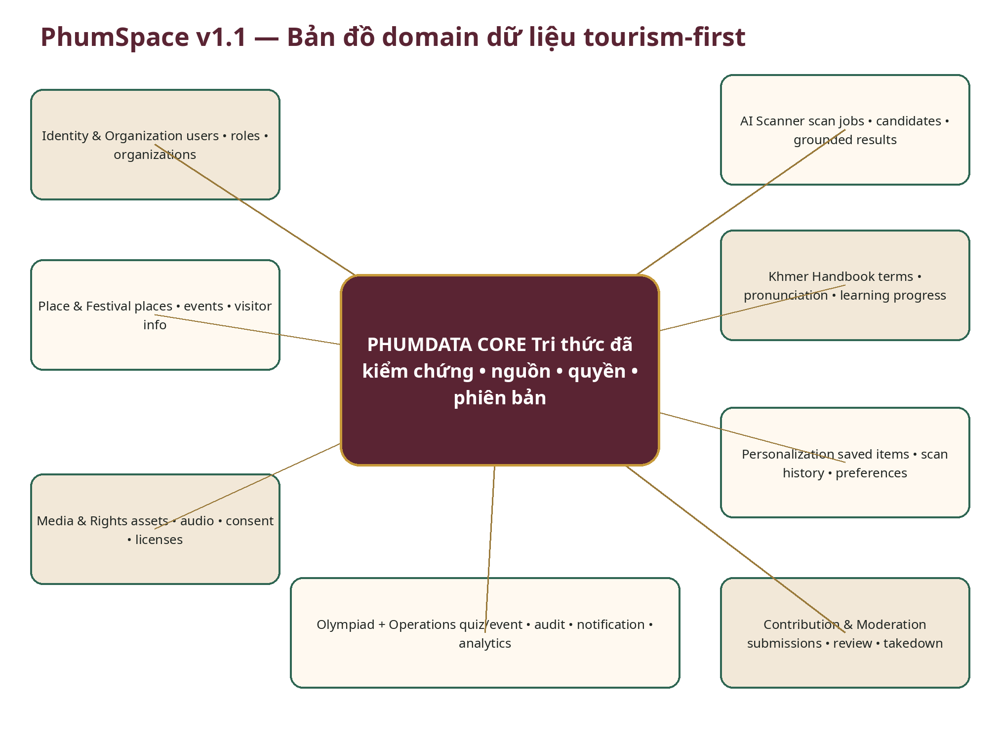 PhumSpace v1.1 — Bản đồ domain dữ liệu tourism-first
Identity & Organization users • roles •
organizations
Place & Festival places • events • visitor
info
Media & Rights assets • audio • consent
• licenses
PHUMDATA CORE Tri thức đã
kiểm chứng • nguồn • quyền •
phiên bản
Olympiad + Operations quiz/event • audit • notification •
analytics
AI Scanner scan jobs • candidates •
grounded results
Khmer Handbook terms •
pronunciation • learning progress
Personalization saved items • scan
history • preferences
Contribution & Moderation
submissions • review • takedown